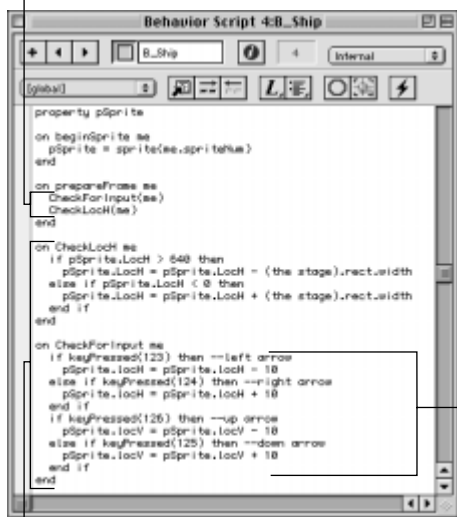 Behavior Script 4:B_Ship
B_Ship
4
Internal
[global]
property pSprite
on beginSprite me
pSprite = sprite(me.spriteNum)
end
on prepareFrame me
CheckForInput(me)
CheckLocH(me)
end
on CheckLocH me
if pSprite.LocH > 640 then
pSprite.LocH = pSprite.LocH - (the stage).rect.width
else if pSprite.LocH < 0 then
pSprite.LocH = pSprite.LocH + (the stage).rect.width
end if
end
on CheckForInput me
if keyPressed(123) then --left arrow
pSprite.locH = pSprite.locH - 10
else if keyPressed(124) then --right arrow
pSprite.locH = pSprite.locH + 10
end if
if keyPressed(126) then --up arrow
pSprite.locV = pSprite.locV - 10
else if keyPressed(125) then --down arrow
pSprite.locV = pSprite.locV + 10
end if
end